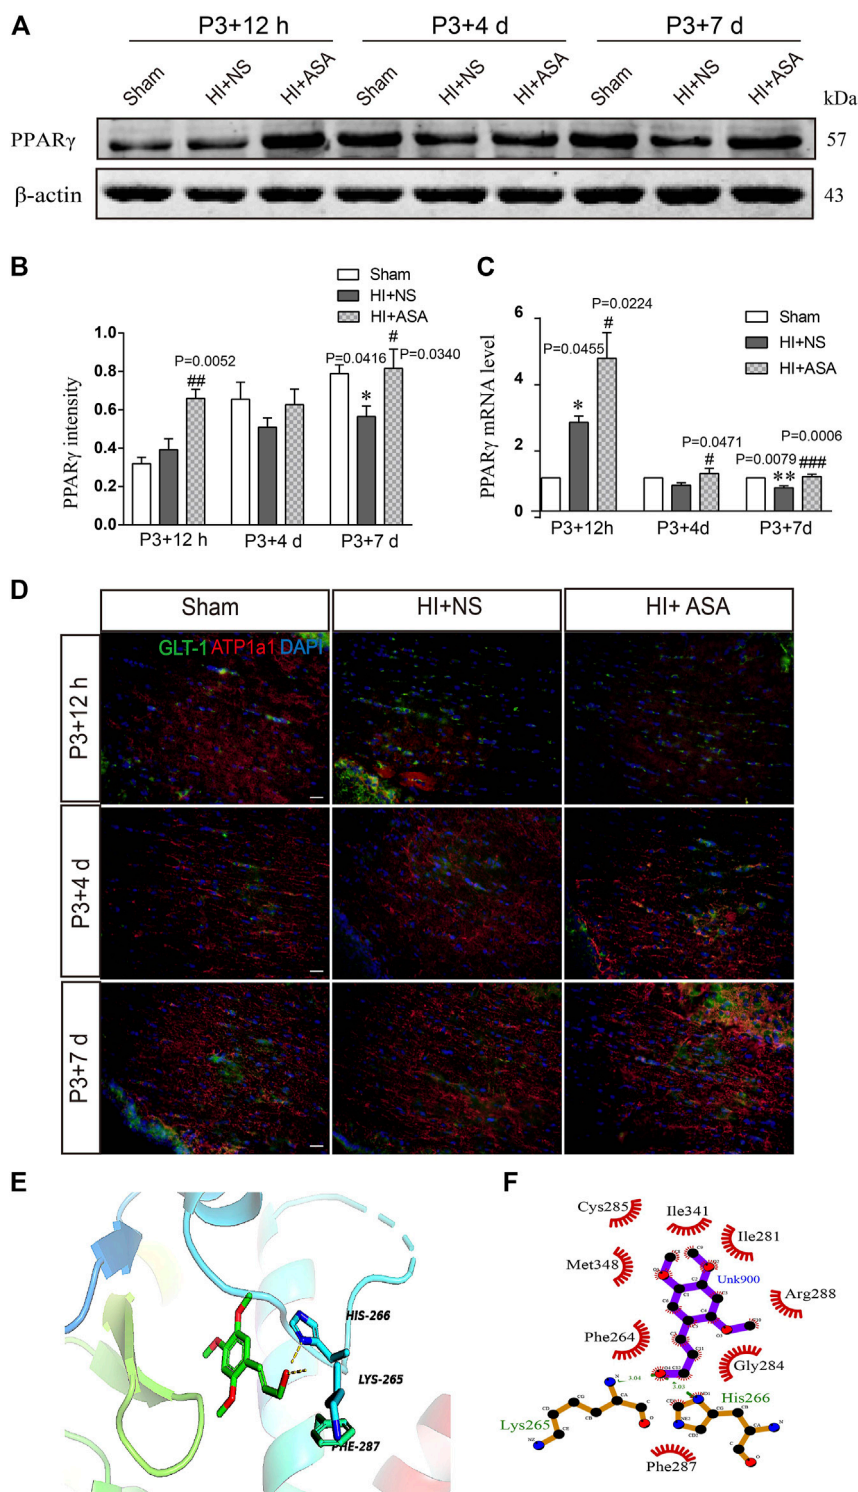 A
P3+12 h P3+4 d P3+7 d
Sham HI+NS HI+ASA Sham HI+NS HI+ASA Sham HI+NS HI+ASA
kDa
PPARγ 57
β-actin 43
B
Sham
HI+NS
HI+ASA
PPARγ intensity
1.0
0.8
0.6
0.4
0.2
0.0
P=0.0052
##
P=0.0416
*
#
P=0.0340
P3+12 h P3+4 d P3+7 d
C
Sham
HI+NS
HI+ASA
PPARγ mRNA level
6
4
2
0
P=0.0455
*
P=0.0224
#
P=0.0471
#
P=0.0079
**
P=0.0006
###
P3+12h P3+4d P3+7d
D
Sham HI+NS HI+ ASA
GLT-1 ATP1a1 DAPI
P3+12 h
P3+4 d
P3+7 d
E
HIS-266
LYS-265
PHE-287
F
Cys285
Ile341
Ile281
Met348
Unk900
Arg288
Phe264
Gly284
3.04
3.03
His266
Lys265
Phe287